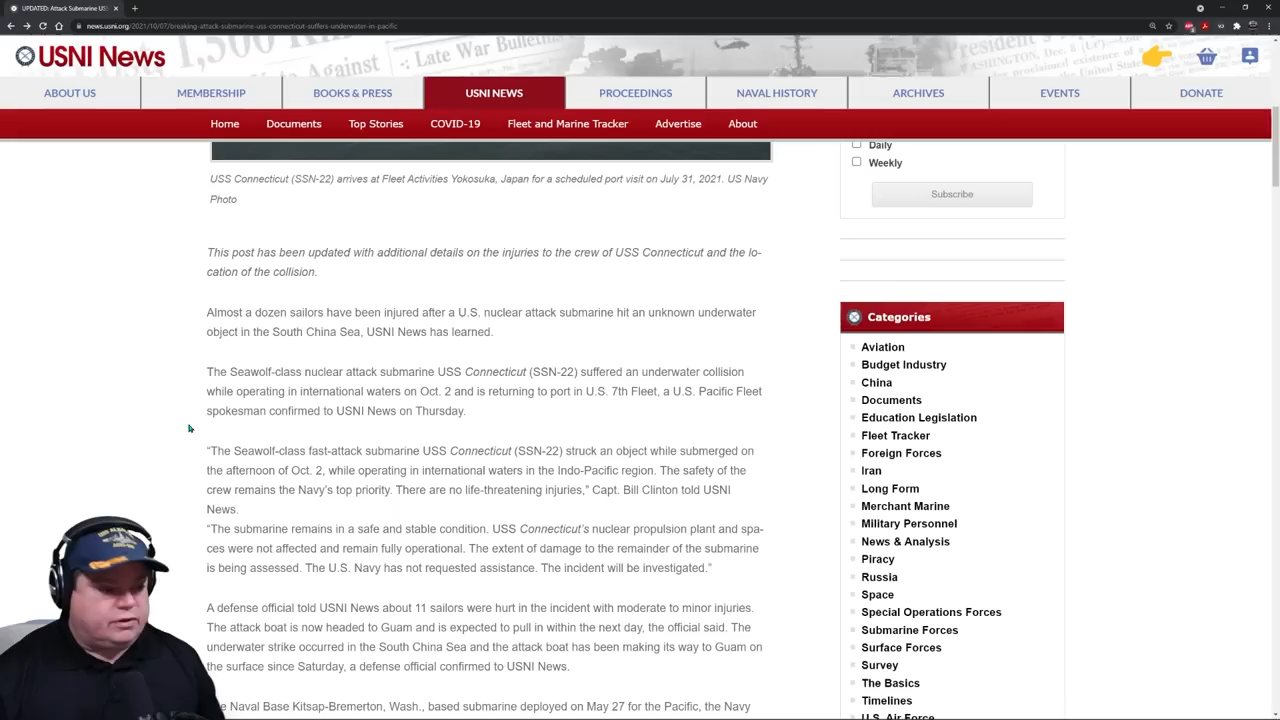 UPDATED: Attack Submarine US
news.usni.org/2021/10/07/breaking-attack-submarine-uss-connecticut-suffers-underwater-in-pacific
USNI News
1,500
Against
Late War Bulletins
ABOUT US
MEMBERSHIP
BOOKS & PRESS
USNI NEWS
PROCEEDINGS
NAVAL HISTORY
ARCHIVES
EVENTS
DONATE
Home
Documents
Top Stories
COVID-19
Fleet and Marine Tracker
Advertise
About
USS Connecticut (SSN-22) arrives at Fleet Activities Yokosuka, Japan for a scheduled port visit on July 31, 2021. US Navy
Photo
This post has been updated with additional details on the injuries to the crew of USS Connecticut and the lo-
cation of the collision.
Almost a dozen sailors have been injured after a U.S. nuclear attack submarine hit an unknown underwater
object in the South China Sea, USNI News has learned.
The Seawolf-class nuclear attack submarine USS Connecticut (SSN-22) suffered an underwater collision
while operating in international waters on Oct. 2 and is returning to port in U.S. 7th Fleet, a U.S. Pacific Fleet
spokesman confirmed to USNI News on Thursday.
“The Seawolf-class fast-attack submarine USS Connecticut (SSN-22) struck an object while submerged on
the afternoon of Oct. 2, while operating in international waters in the Indo-Pacific region. The safety of the
crew remains the Navy’s top priority. There are no life-threatening injuries,” Capt. Bill Clinton told USNI
News.
“The submarine remains in a safe and stable condition. USS Connecticut’s nuclear propulsion plant and spa-
ces were not affected and remain fully operational. The extent of damage to the remainder of the submarine
is being assessed. The U.S. Navy has not requested assistance. The incident will be investigated.”
A defense official told USNI News about 11 sailors were hurt in the incident with moderate to minor injuries.
The attack boat is now headed to Guam and is expected to pull in within the next day, the official said. The
underwater strike occurred in the South China Sea and the attack boat has been making its way to Guam on
the surface since Saturday, a defense official confirmed to USNI News.
Naval Base Kitsap-Bremerton, Wash., based submarine deployed on May 27 for the Pacific, the Navy
Daily
Weekly
Subscribe
Categories
Aviation
Budget Industry
China
Documents
Education Legislation
Fleet Tracker
Foreign Forces
Iran
Long Form
Merchant Marine
Military Personnel
News & Analysis
Piracy
Russia
Space
Special Operations Forces
Submarine Forces
Surface Forces
Survey
The Basics
Timelines
U.S. Air Force